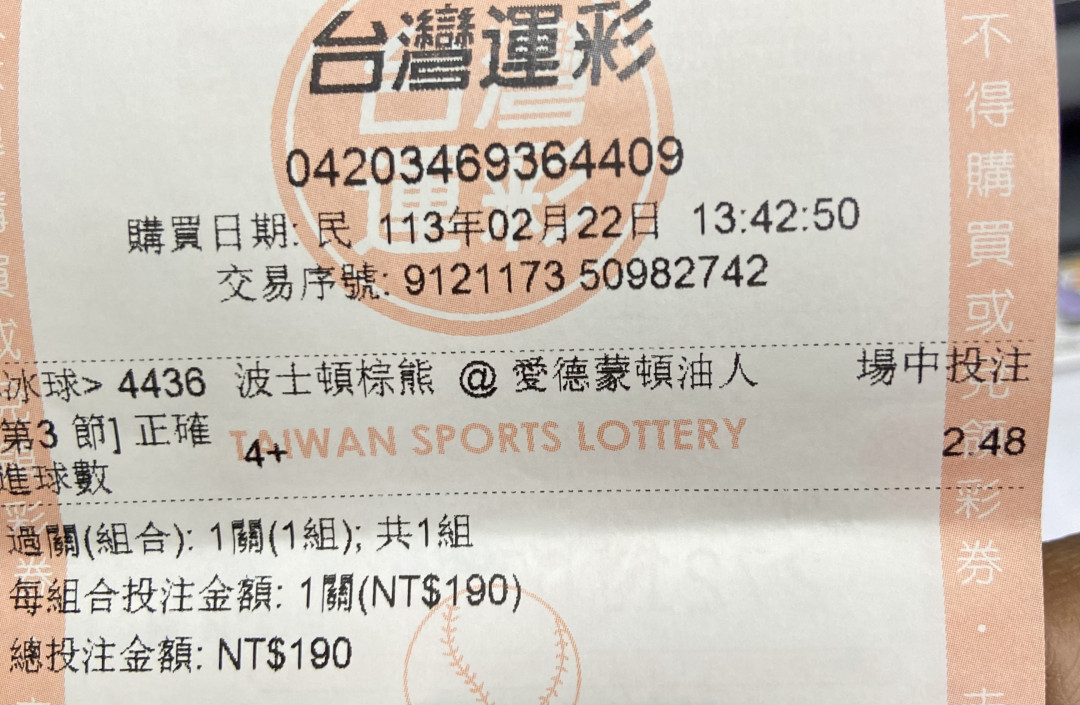 台灣運彩
04203469364409
購買日期: 民 113年02月22日 13:42:50
交易序號: 9121173 50982742
冰球> 4436 波士頓棕熊 @ 愛德蒙頓油人 場中投注
第3 節] 正確
進球數
4+ 2.48
TAIWAN SPORTS LOTTERY
過關(組合): 1關(1組); 共1組
每組合投注金額: 1關(NT$190)
總投注金額: NT$190
不得購買或兌領彩券．